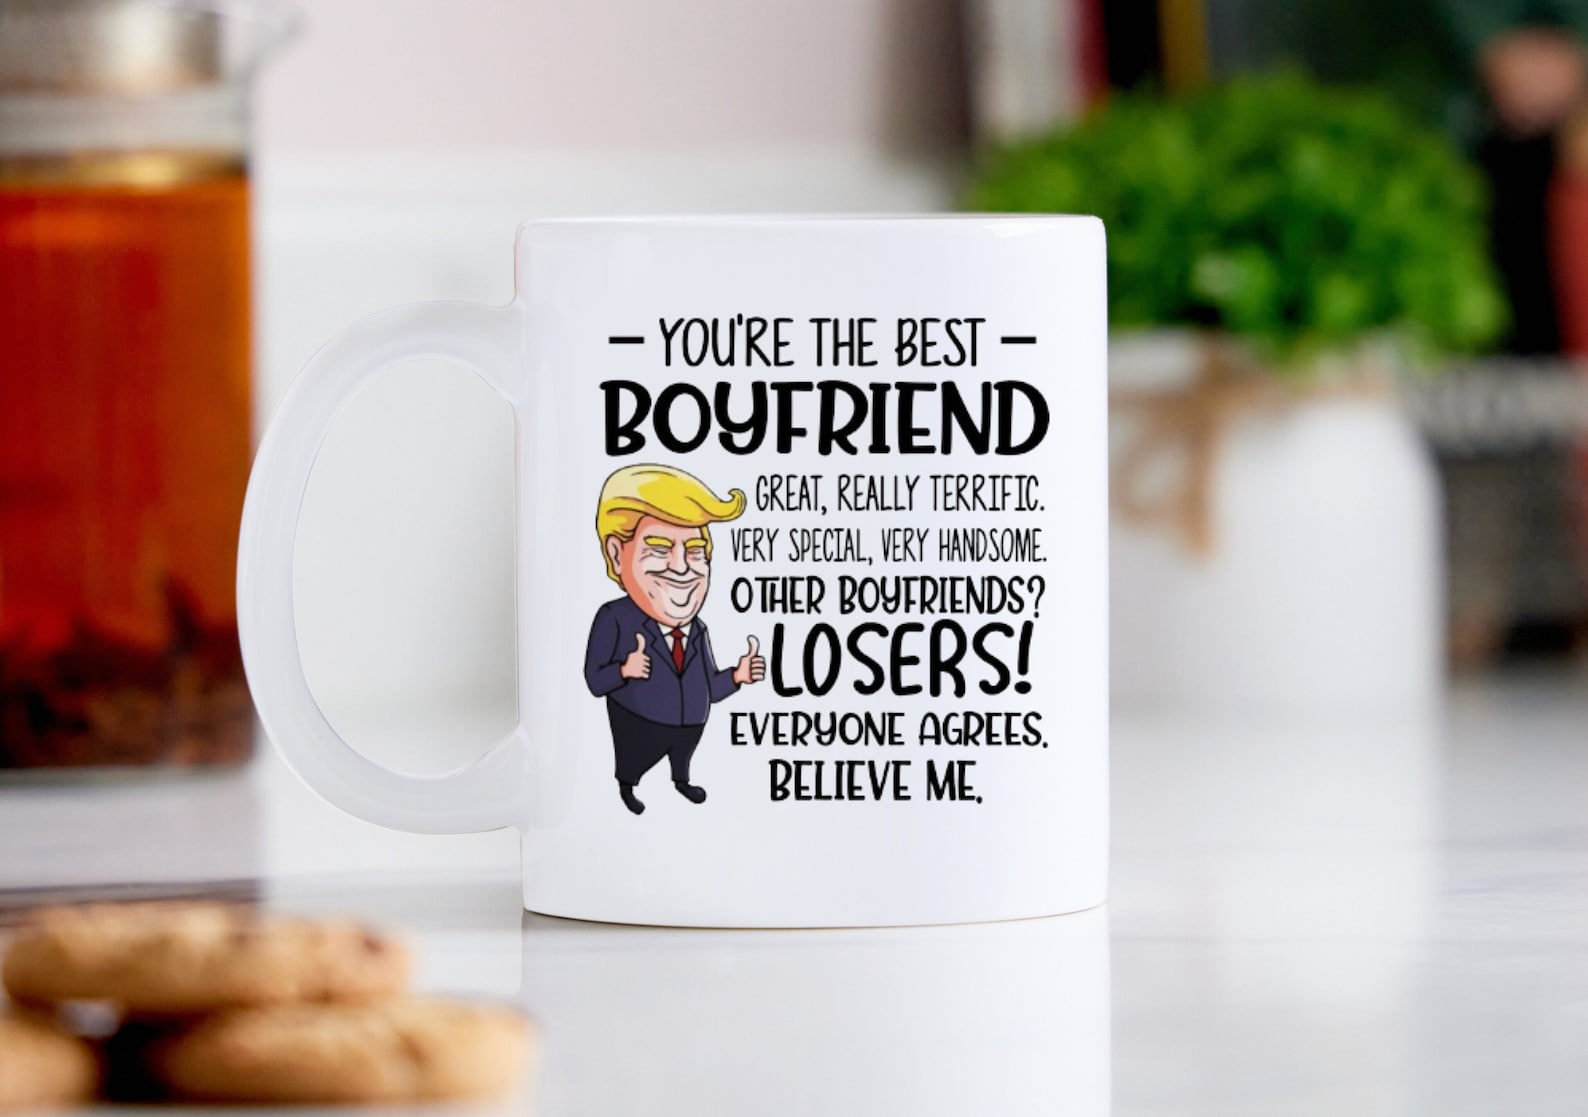 — YOU'RE THE BEST —
BOYFRIEND
GREAT, REALLY TERRIFIC.
VERY SPECIAL, VERY HANDSOME.
OTHER BOYFRIENDS?
LOSERS!
EVERYONE AGREES.
BELIEVE ME.